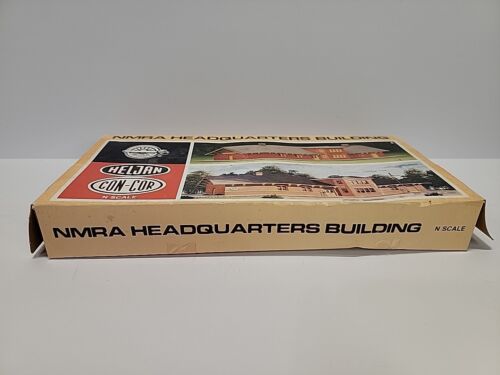 NMRA HEADQUARTERS BUILDING
HELJAN
CON-COR
N SCALE
NMRA HEADQUARTERS BUILDING N SCALE